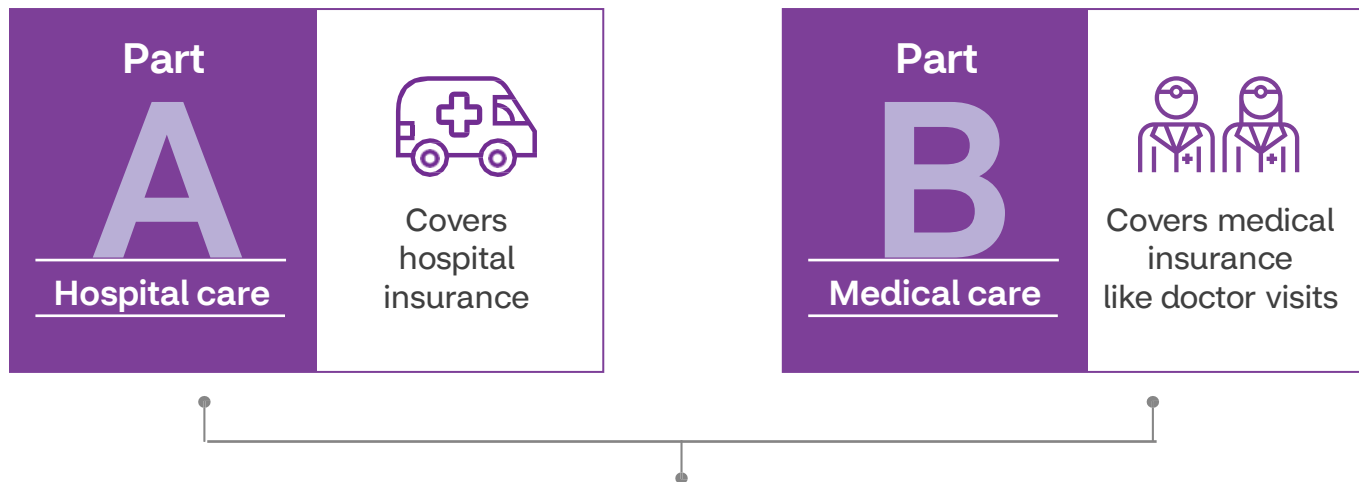 Part
A
Hospital care
Covers
hospital
insurance
Part
B
Medical care
Covers medical
insurance
like doctor visits